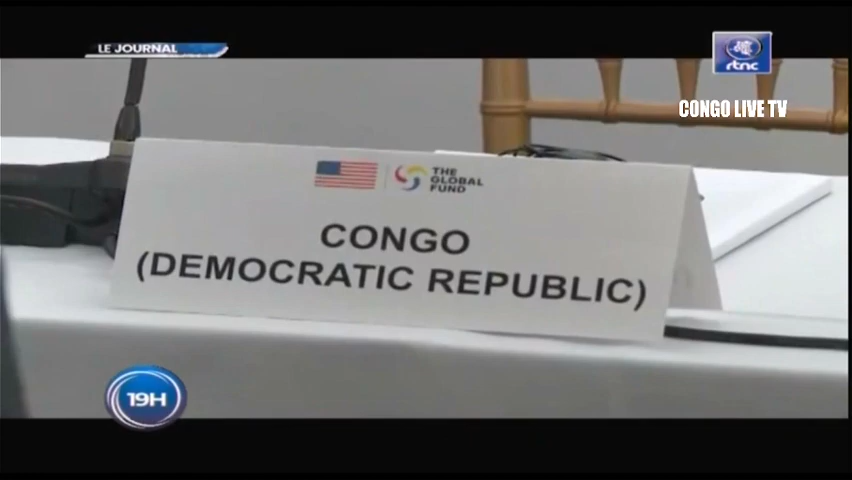 LE JOURNAL
rtnc
CONGO LIVE TV
THE
GLOBAL
FUND
CONGO
(DEMOCRATIC REPUBLIC)
19H